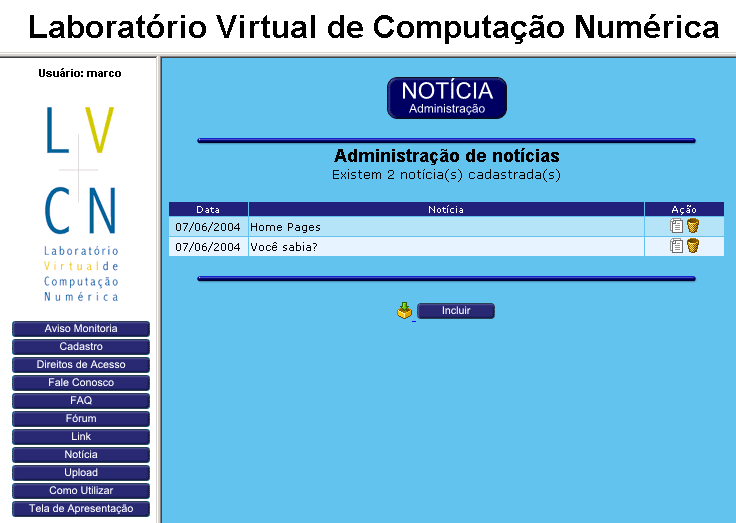 Laboratório Virtual de Computação Numérica
Usuário: marco
L V
C N
Laboratório
Virtual de
Computação
Numérica
Aviso Monitoria
Cadastro
Direitos de Acesso
Fale Conosco
FAQ
Fórum
Link
Notícia
Upload
Como Utilizar
Tela de Apresentação
NOTÍCIA
Administração
Administração de notícias
Existem 2 notícia(s) cadastrada(s)
Data Notícia Ação
07/06/2004 Home Pages
07/06/2004 Você sabia?
Incluir